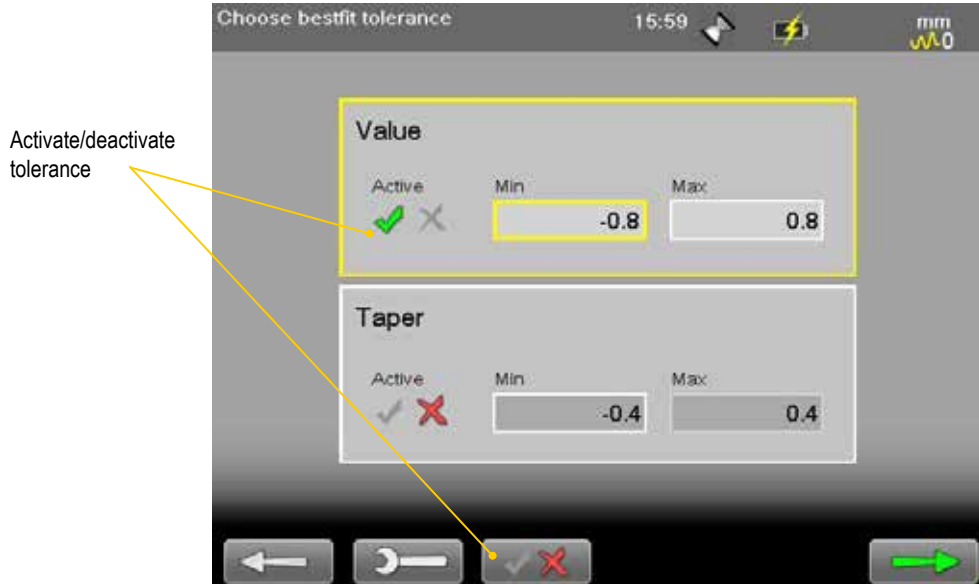 Choose bestfit tolerance 15:59 mm
0
Activate/deactivate
tolerance
Value
Active Min Max
-0.8 0.8
Taper
Active Min Max
-0.4 0.4